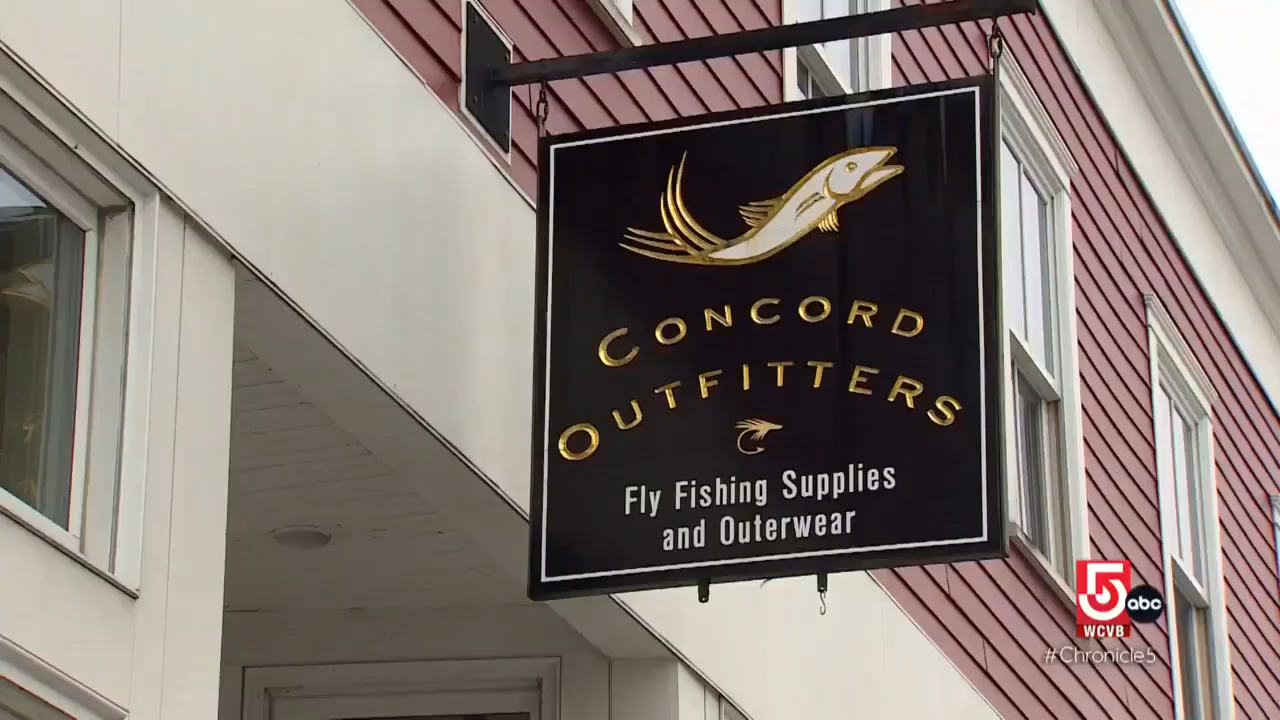 CONCORD
OUTFITTERS
Fly Fishing Supplies
and Outerwear
5
abc
WCVB
#Chronicle5